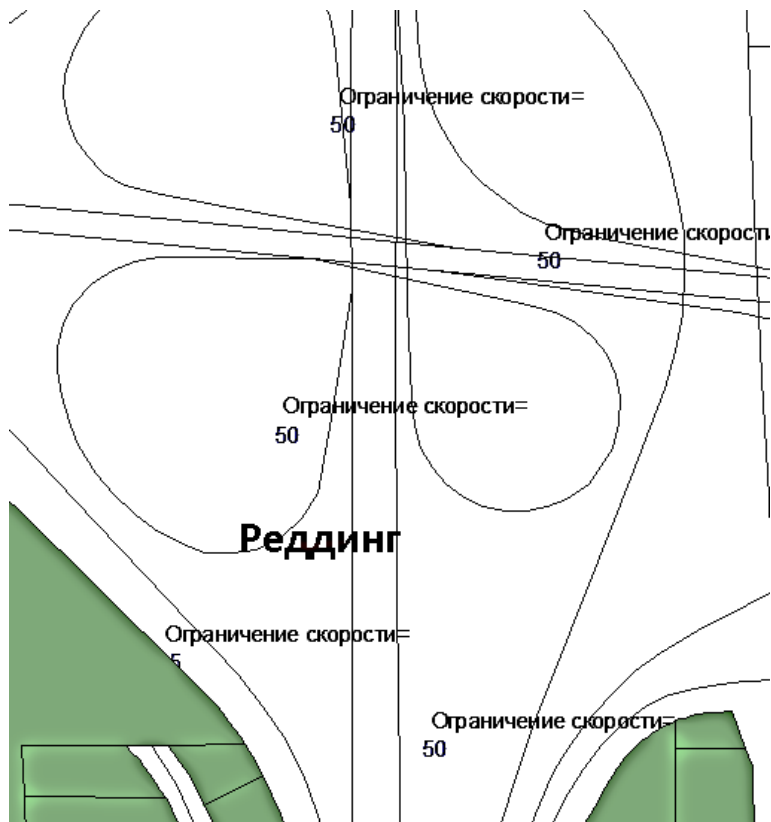 Ограничение скорости=
50
Ограничение скорости
50
Ограничение скорости=
50
Реддинг
Ограничение скорости=
5
Ограничение скорости=
50